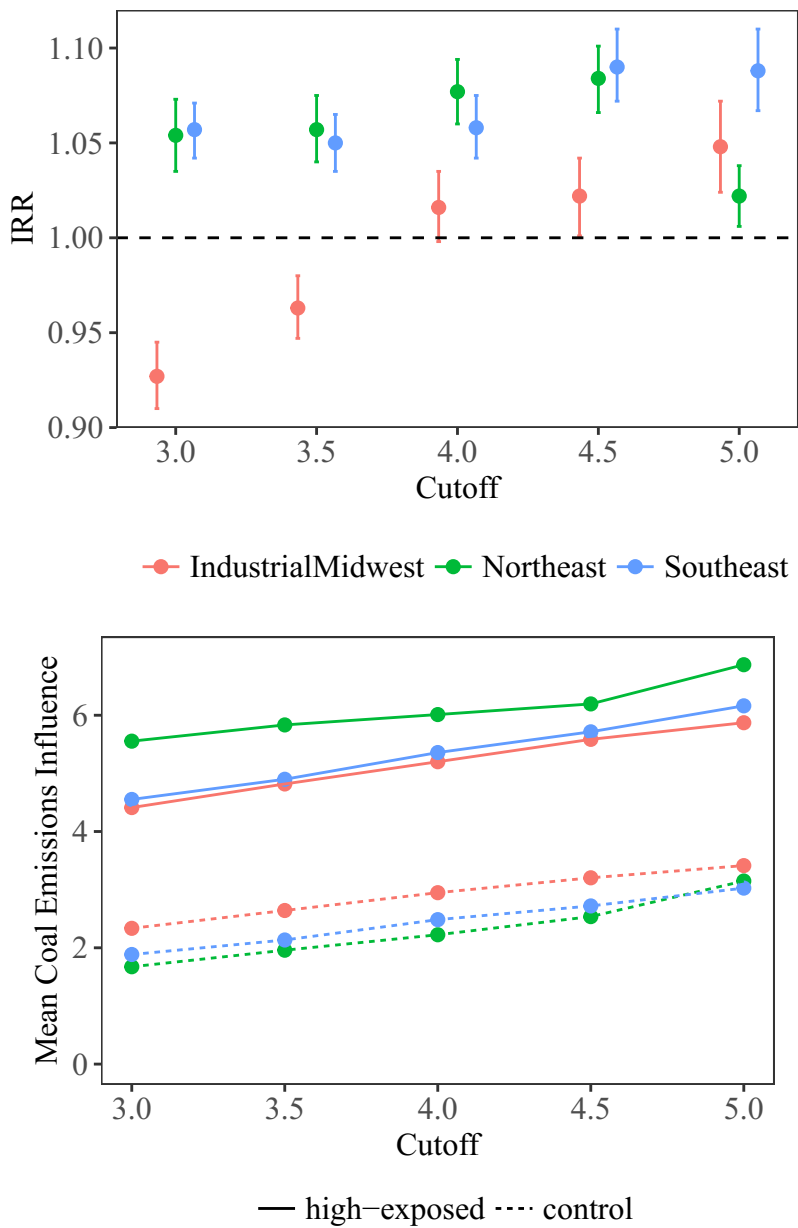 1.10
1.05
1.00
0.95
0.90
IRR
3.0 3.5 4.0 4.5 5.0
Cutoff
IndustrialMidwest Northeast Southeast
6
4
2
0
Mean Coal Emissions Influence
3.0 3.5 4.0 4.5 5.0
Cutoff
high−exposed control